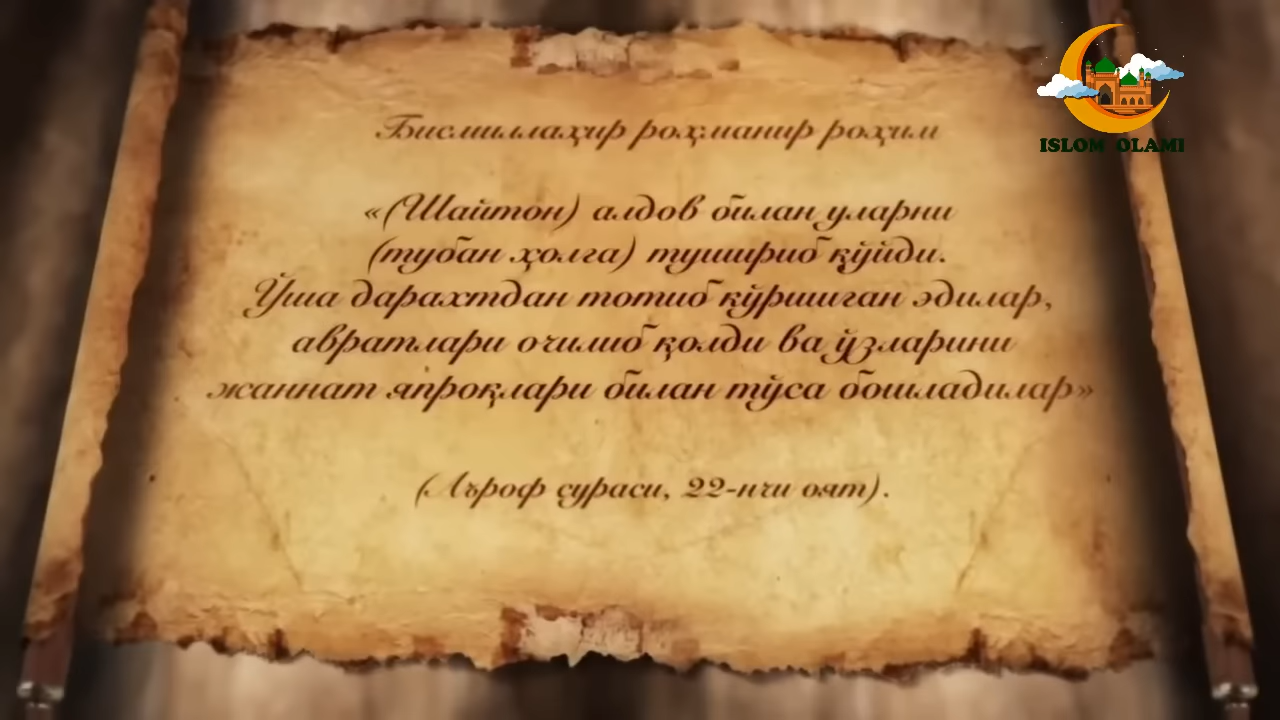 ISLOM OLAMI
Бисмиллаҳир роҳманир роҳим
«(Шайтон) алдов билан уларни
(тубан ҳолга) тушириб қўйди.
Ўша дарахтдан тотиб кўришган эдилар,
авратлари очилиб қолди ва ўзларини
жаннат япроқлари билан тўса бошладилар»
(Аъроф сураси, 22-нчи оят).